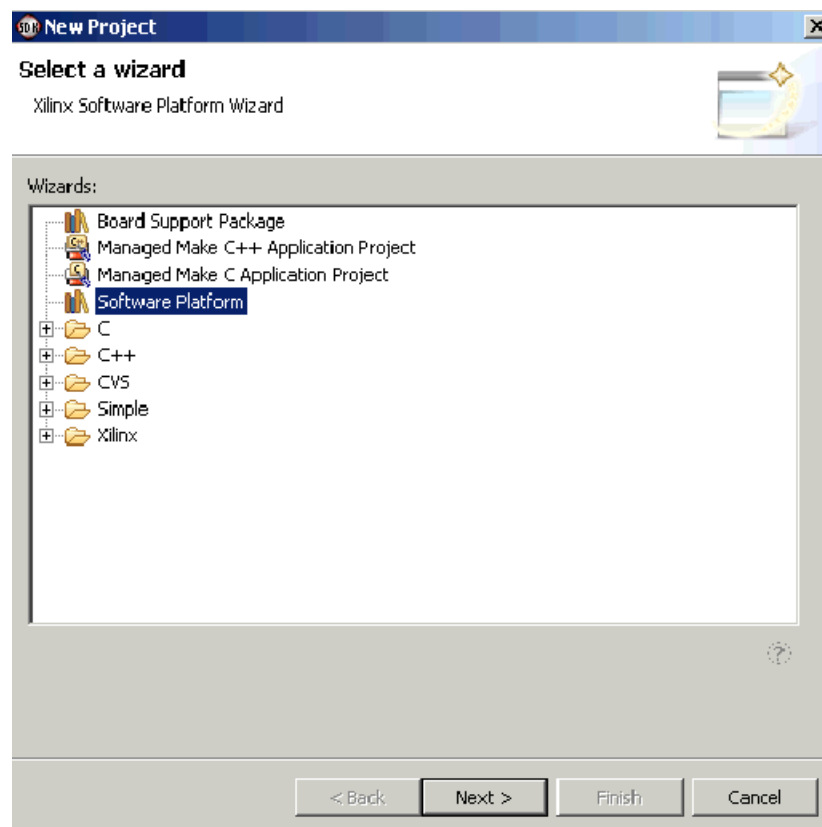 SDK New Project
Select a wizard
Xilinx Software Platform Wizard
Wizards:
Board Support Package
Managed Make C++ Application Project
Managed Make C Application Project
Software Platform
C
C++
CVS
Simple
Xilinx
?
< Back Next > Finish Cancel